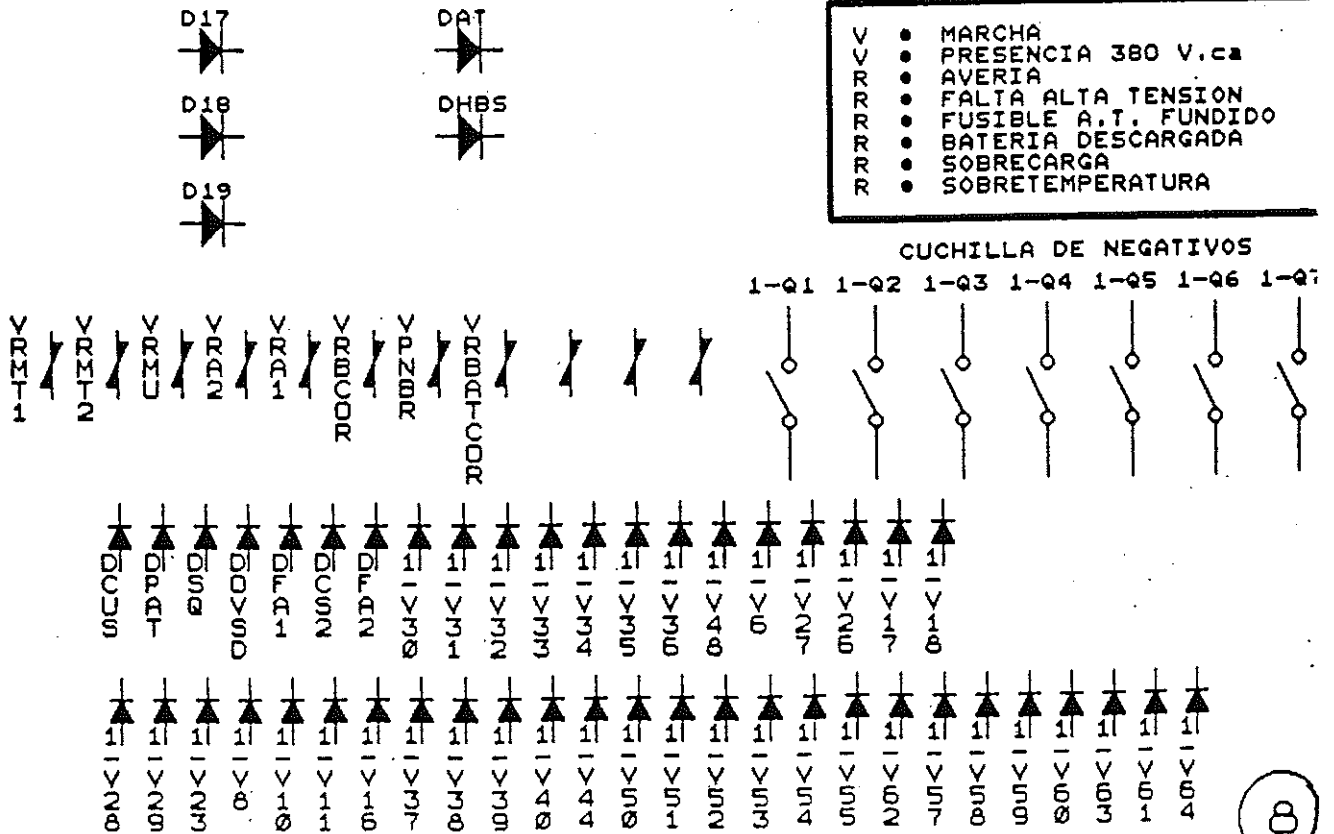 D17
DAT
D18
DHBS
D19
V ● MARCHA
V ● PRESENCIA 380 V.ca
R ● AVERIA
R ● FALTA ALTA TENSION
R ● FUSIBLE A.T. FUNDIDO
R ● BATERIA DESCARGADA
R ● SOBRECARGA
R ● SOBRETEMPERATURA
CUCHILLA DE NEGATIVOS
1-Q1 1-Q2 1-Q3 1-Q4 1-Q5 1-Q6 1-Q7
VRMT1 VRMT2 VRMU VRA2 VRA1 VRBCOR VPNBR VRBATCOR
DCUS DPAT DSQ DOVSD DFA1 DCS2 DFA2 1-V30 1-V31 1-V32 1-V33 1-V34 1-V35 1-V36 1-V48 1-V6 1-V27 1-V26 1-V17 1-V18
1-V28 1-V29 1-V23 1-V8 1-V10 1-V11 1-V16 1-V37 1-V38 1-V39 1-V40 1-V44 1-V50 1-V51 1-V52 1-V53 1-V54 1-V55 1-V62 1-V57 1-V58 1-V59 1-V60 1-V63 1-V61 1-V64
8